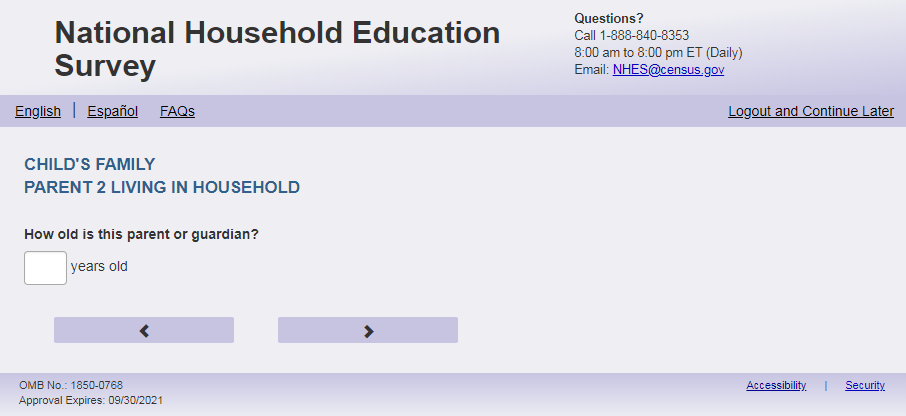 National Household Education
Survey
Questions?
Call 1-888-840-8353
8:00 am to 8:00 pm ET (Daily)
Email: NHES@census.gov
English | Español FAQs
Logout and Continue Later
CHILD'S FAMILY
PARENT 2 LIVING IN HOUSEHOLD
How old is this parent or guardian?
years old
OMB No.: 1850-0768
Approval Expires: 09/30/2021
Accessibility | Security